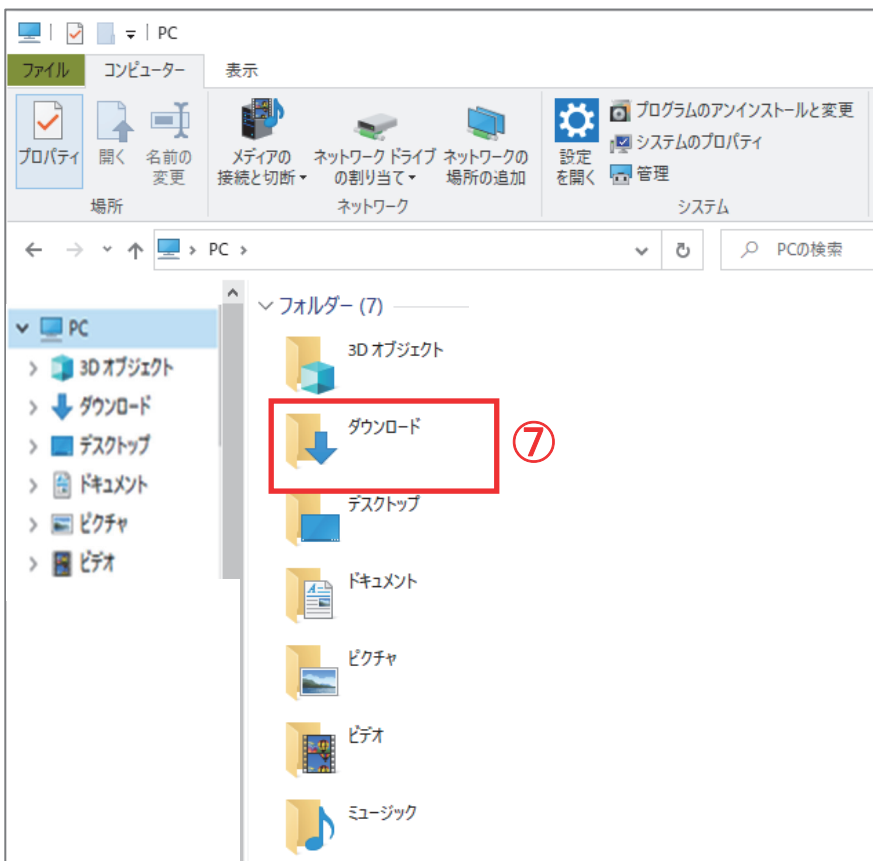 PC
ファイル コンピューター 表示
プロパティ
開く
名前の
変更
場所
メディアの
接続と切断
ネットワーク ドライブ
の割り当て
ネットワークの
場所の追加
ネットワーク
設定
を開く
プログラムのアンインストールと変更
システムのプロパティ
管理
システム
PC
PCの検索
PC
3D オブジェクト
ダウンロード
デスクトップ
ドキュメント
ピクチャ
ビデオ
フォルダー (7)
3D オブジェクト
ダウンロード
⑦
デスクトップ
ドキュメント
ピクチャ
ビデオ
ミュージック